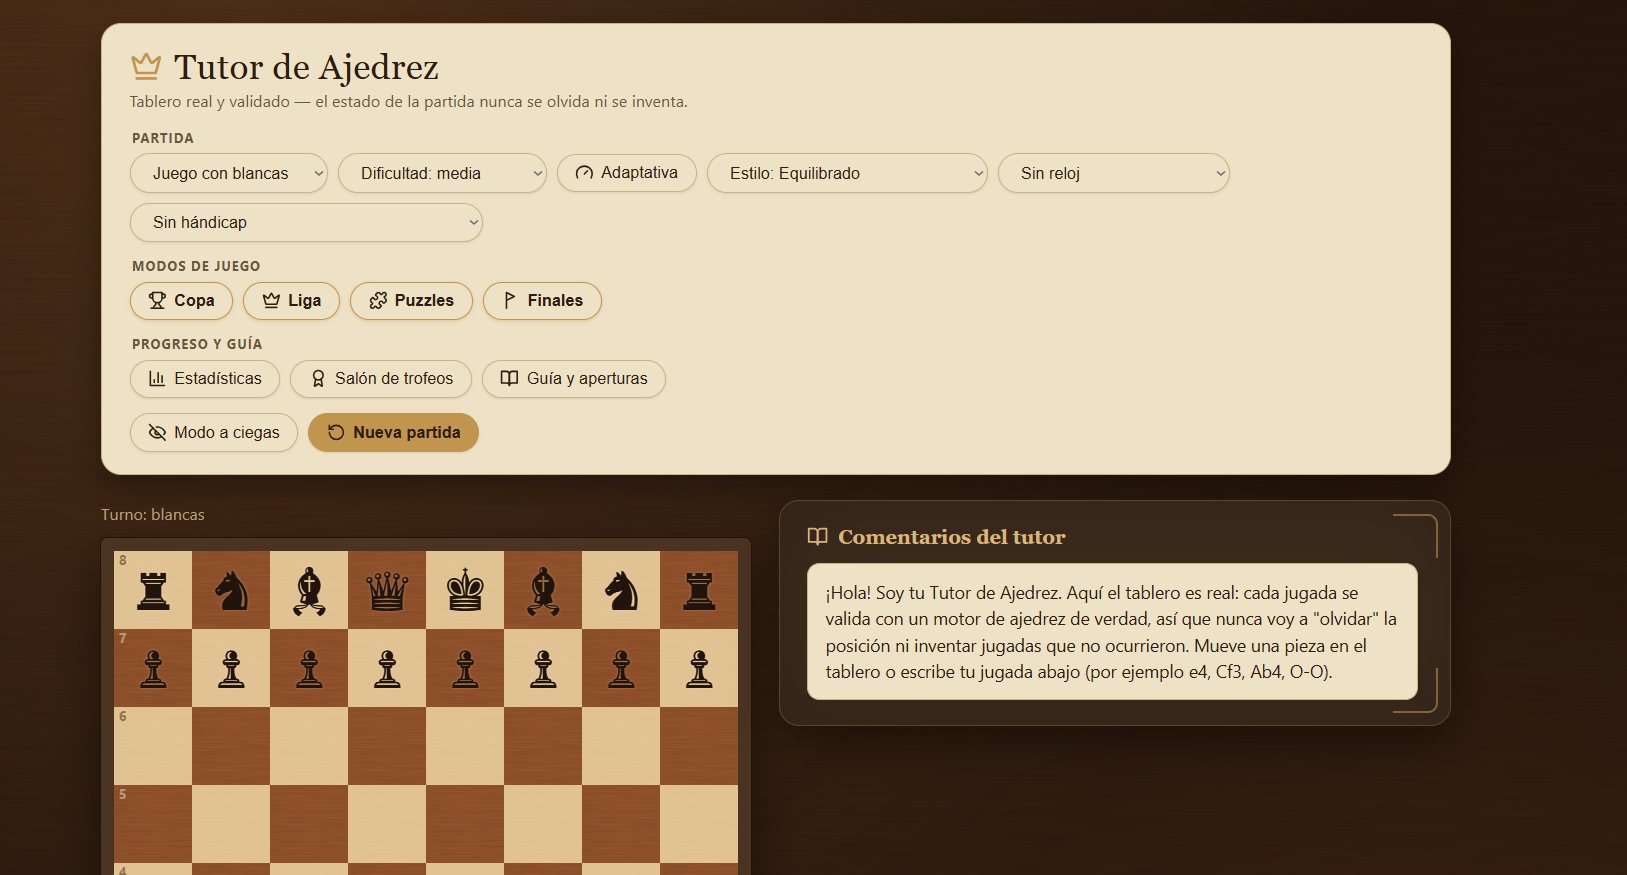 Tutor de Ajedrez
Tablero real y validado — el estado de la partida nunca se olvida ni se inventa.
PARTIDA
Juego con blancas
Dificultad: media
Adaptativa
Estilo: Equilibrado
Sin reloj
Sin hándicap
MODOS DE JUEGO
Copa
Liga
Puzzles
Finales
PROGRESO Y GUÍA
Estadísticas
Salón de trofeos
Guía y aperturas
Modo a ciegas
Nueva partida
Turno: blancas
8
7
6
5
4
Comentarios del tutor
¡Hola! Soy tu Tutor de Ajedrez. Aquí el tablero es real: cada jugada se
valida con un motor de ajedrez de verdad, así que nunca voy a "olvidar" la
posición ni inventar jugadas que no ocurrieron. Mueve una pieza en el
tablero o escribe tu jugada abajo (por ejemplo e4, Cf3, Ab4, O-O).